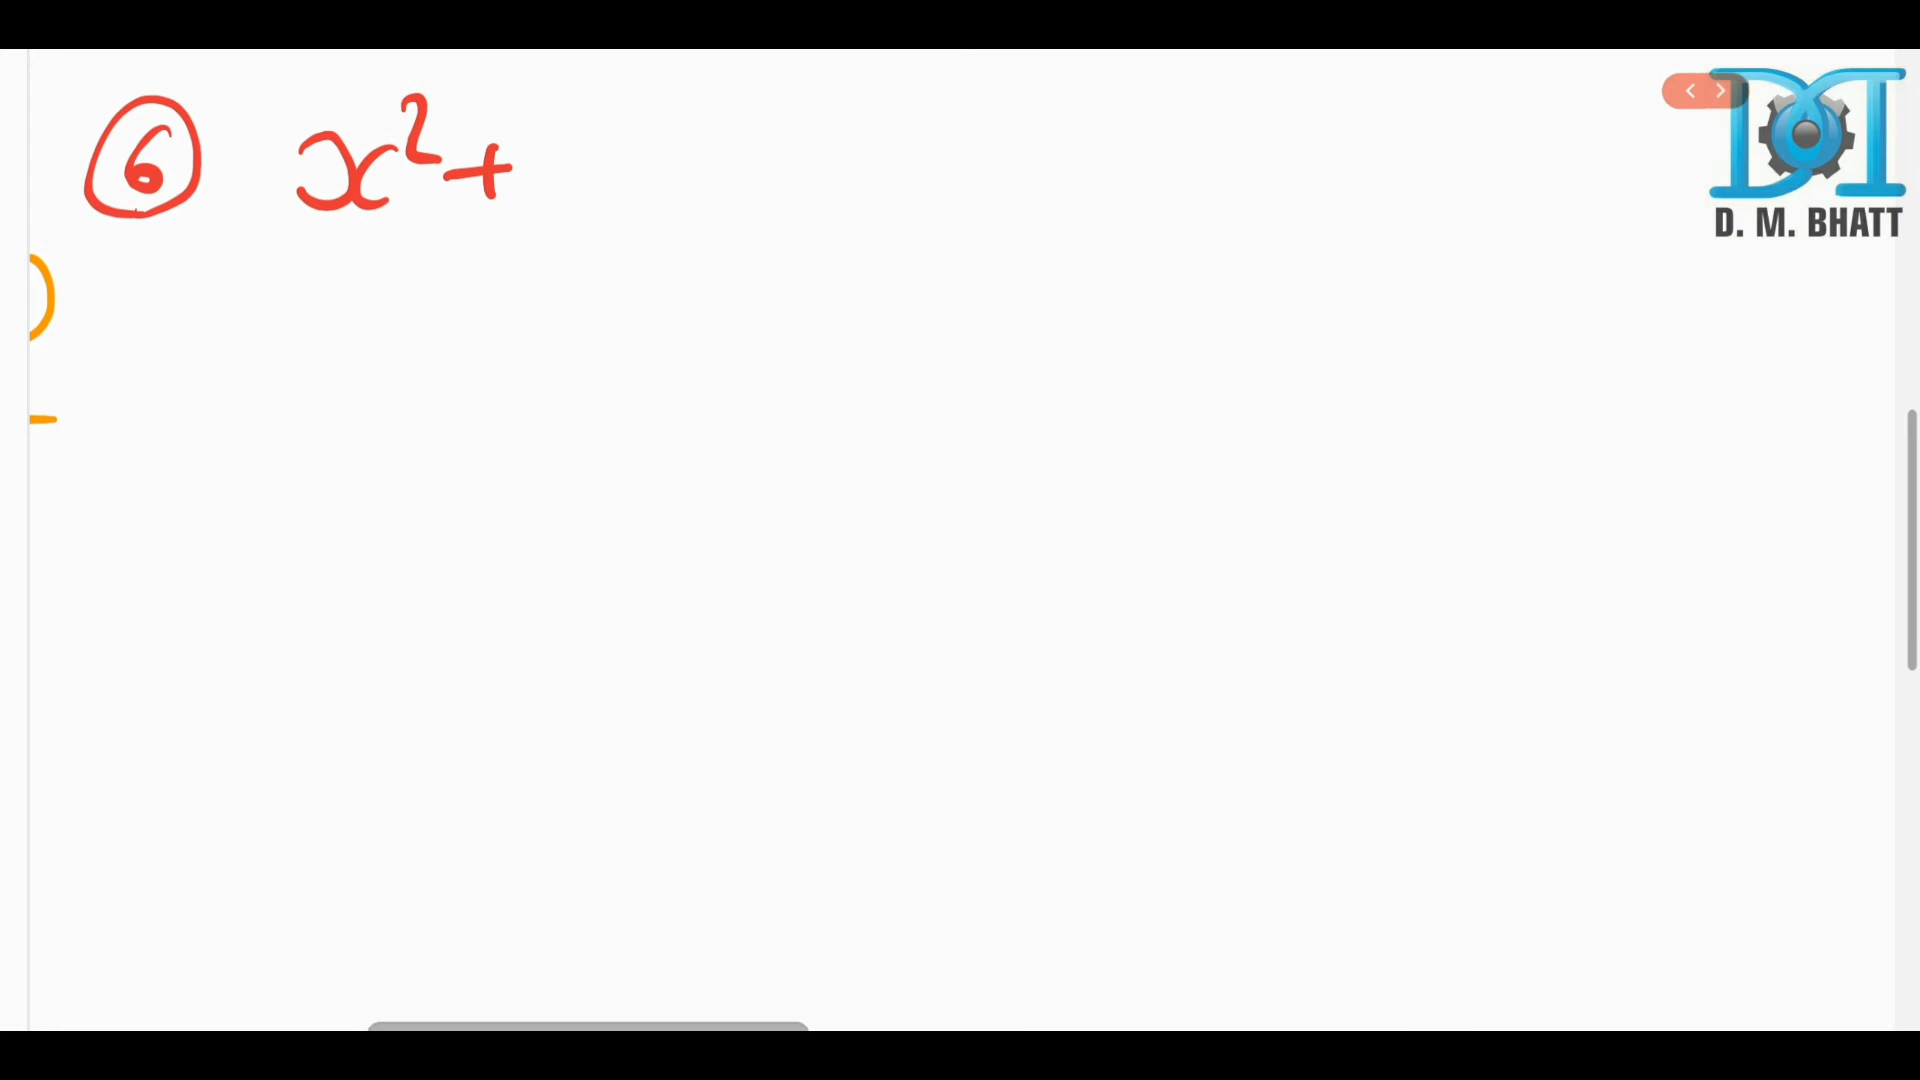 ⑥ x²+
D. M. BHATT